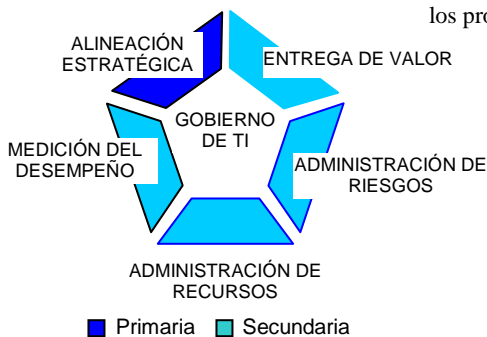 los pro
ALINEACIÓN
ESTRATÉGICA
ENTREGA DE VALOR
GOBIERNO
DE TI
MEDICIÓN DEL
DESEMPEÑO
ADMINISTRACIÓN DE
RIESGOS
ADMINISTRACIÓN DE
RECURSOS
Primaria
Secundaria